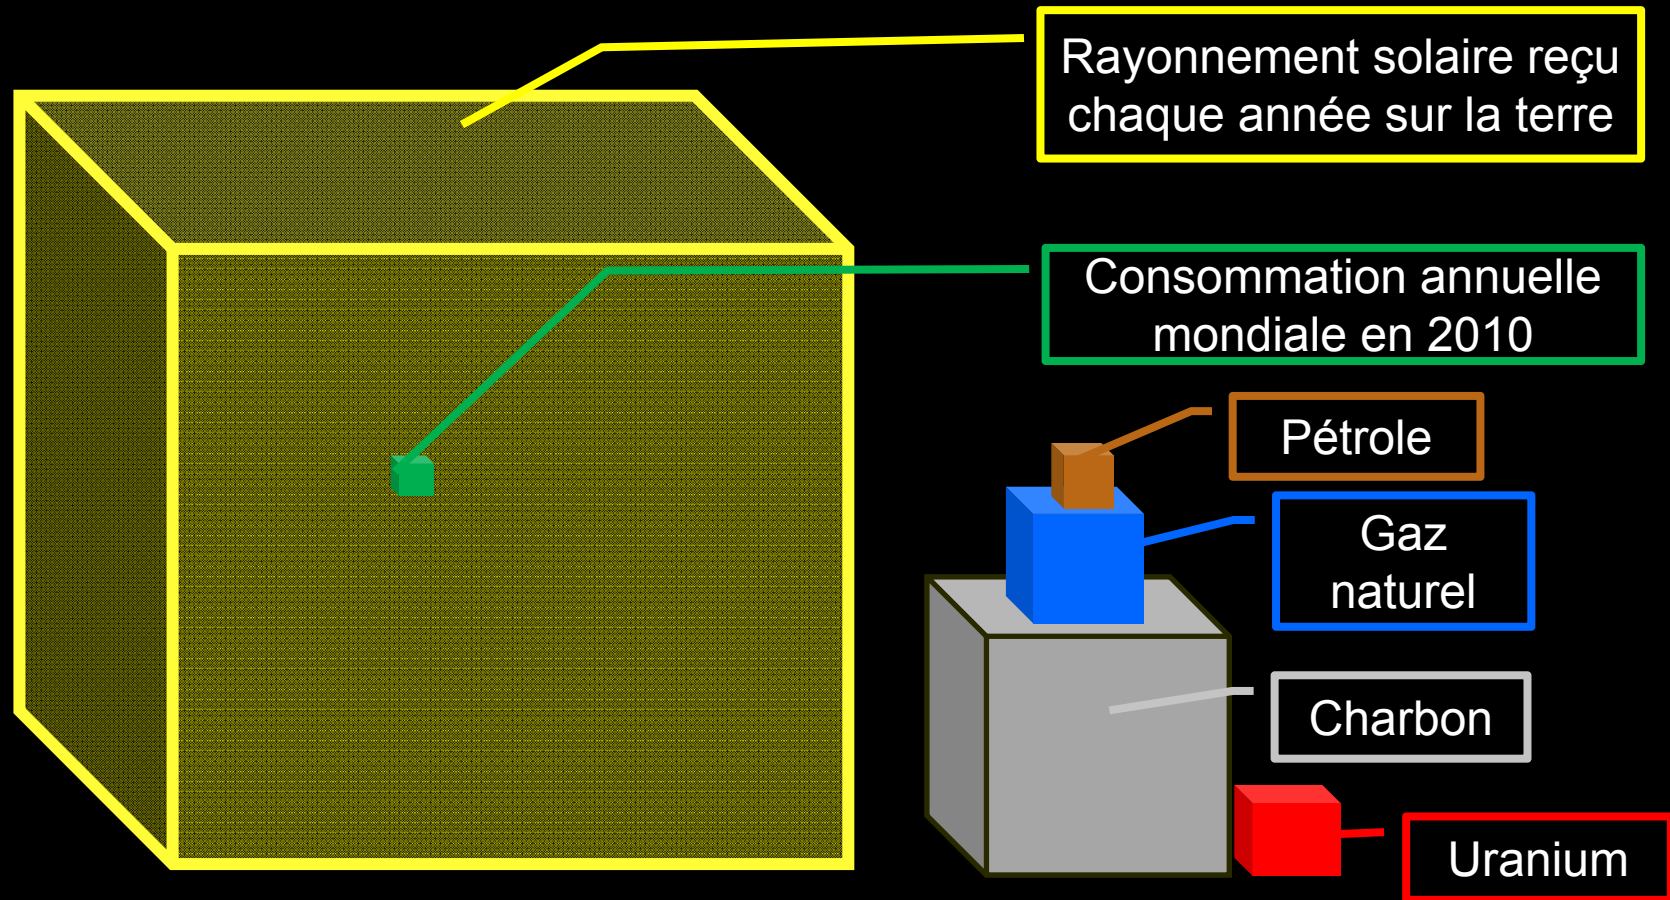 Rayonnement solaire reçu
chaque année sur la terre
Consommation annuelle
mondiale en 2010
Pétrole
Gaz
naturel
Charbon
Uranium